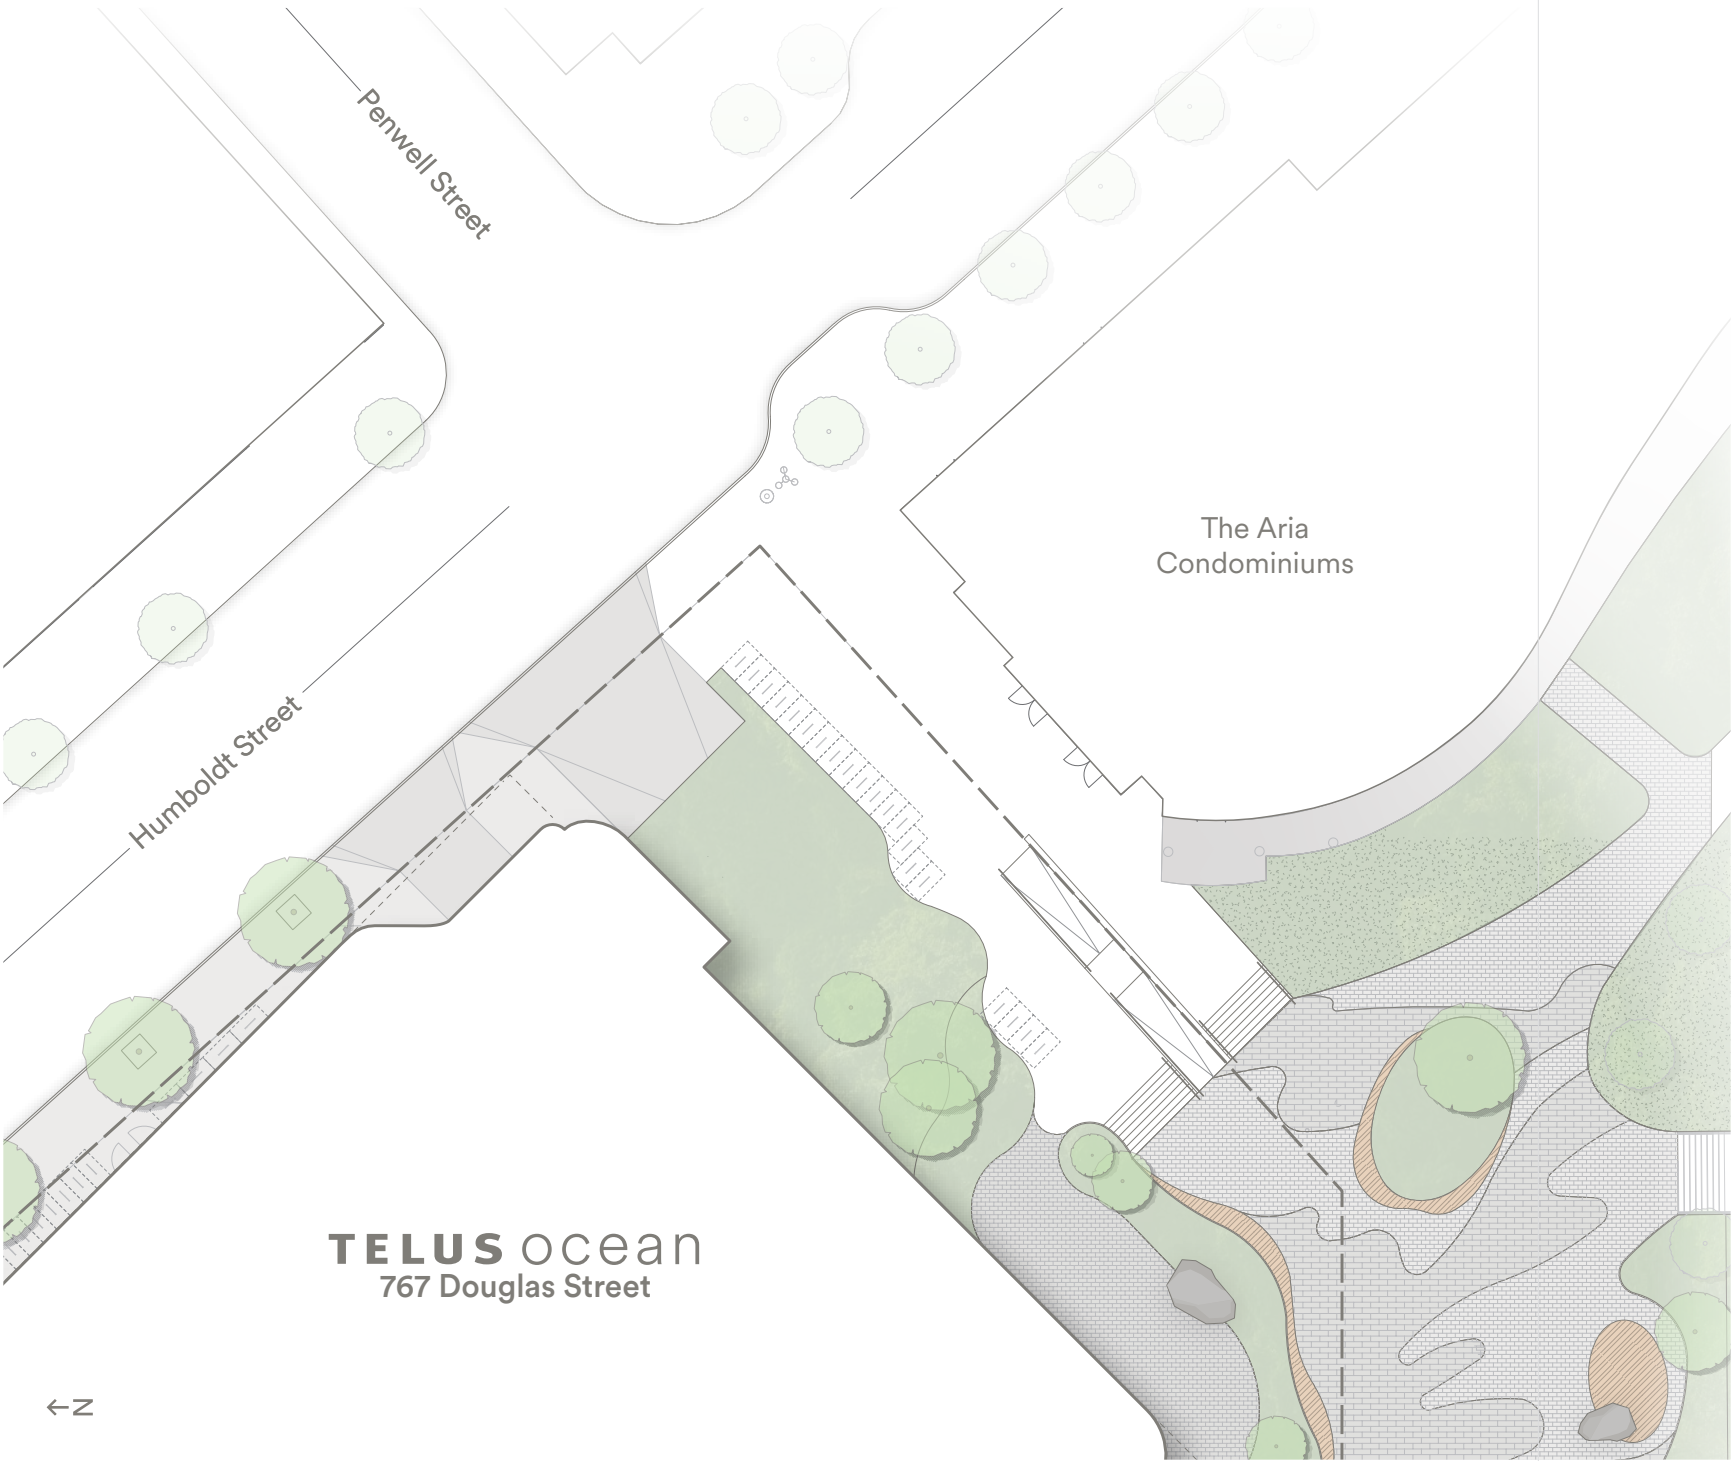 Penwell Street
The Aria
Condominiums
Humboldt Street
TELUS ocean
767 Douglas Street
N